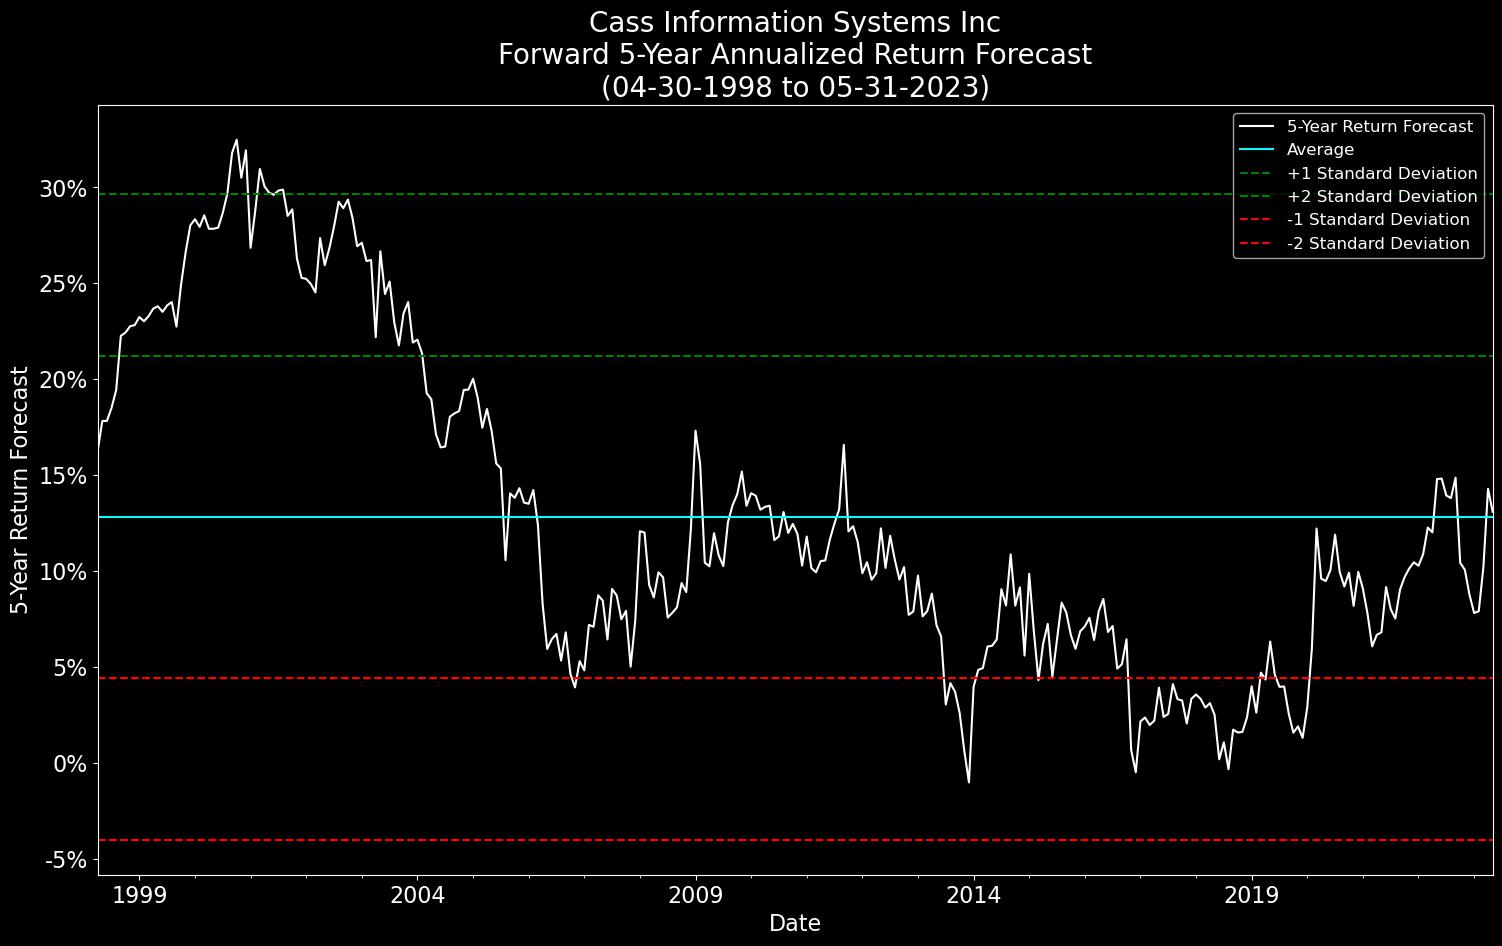 Cass Information Systems Inc
Forward 5-Year Annualized Return Forecast
(04-30-1998 to 05-31-2023)
5-Year Return Forecast
Average
+1 Standard Deviation
+2 Standard Deviation
-1 Standard Deviation
-2 Standard Deviation
30%
25%
20%
15%
10%
5%
0%
-5%
5-Year Return Forecast
1999
2004
2009
2014
2019
Date